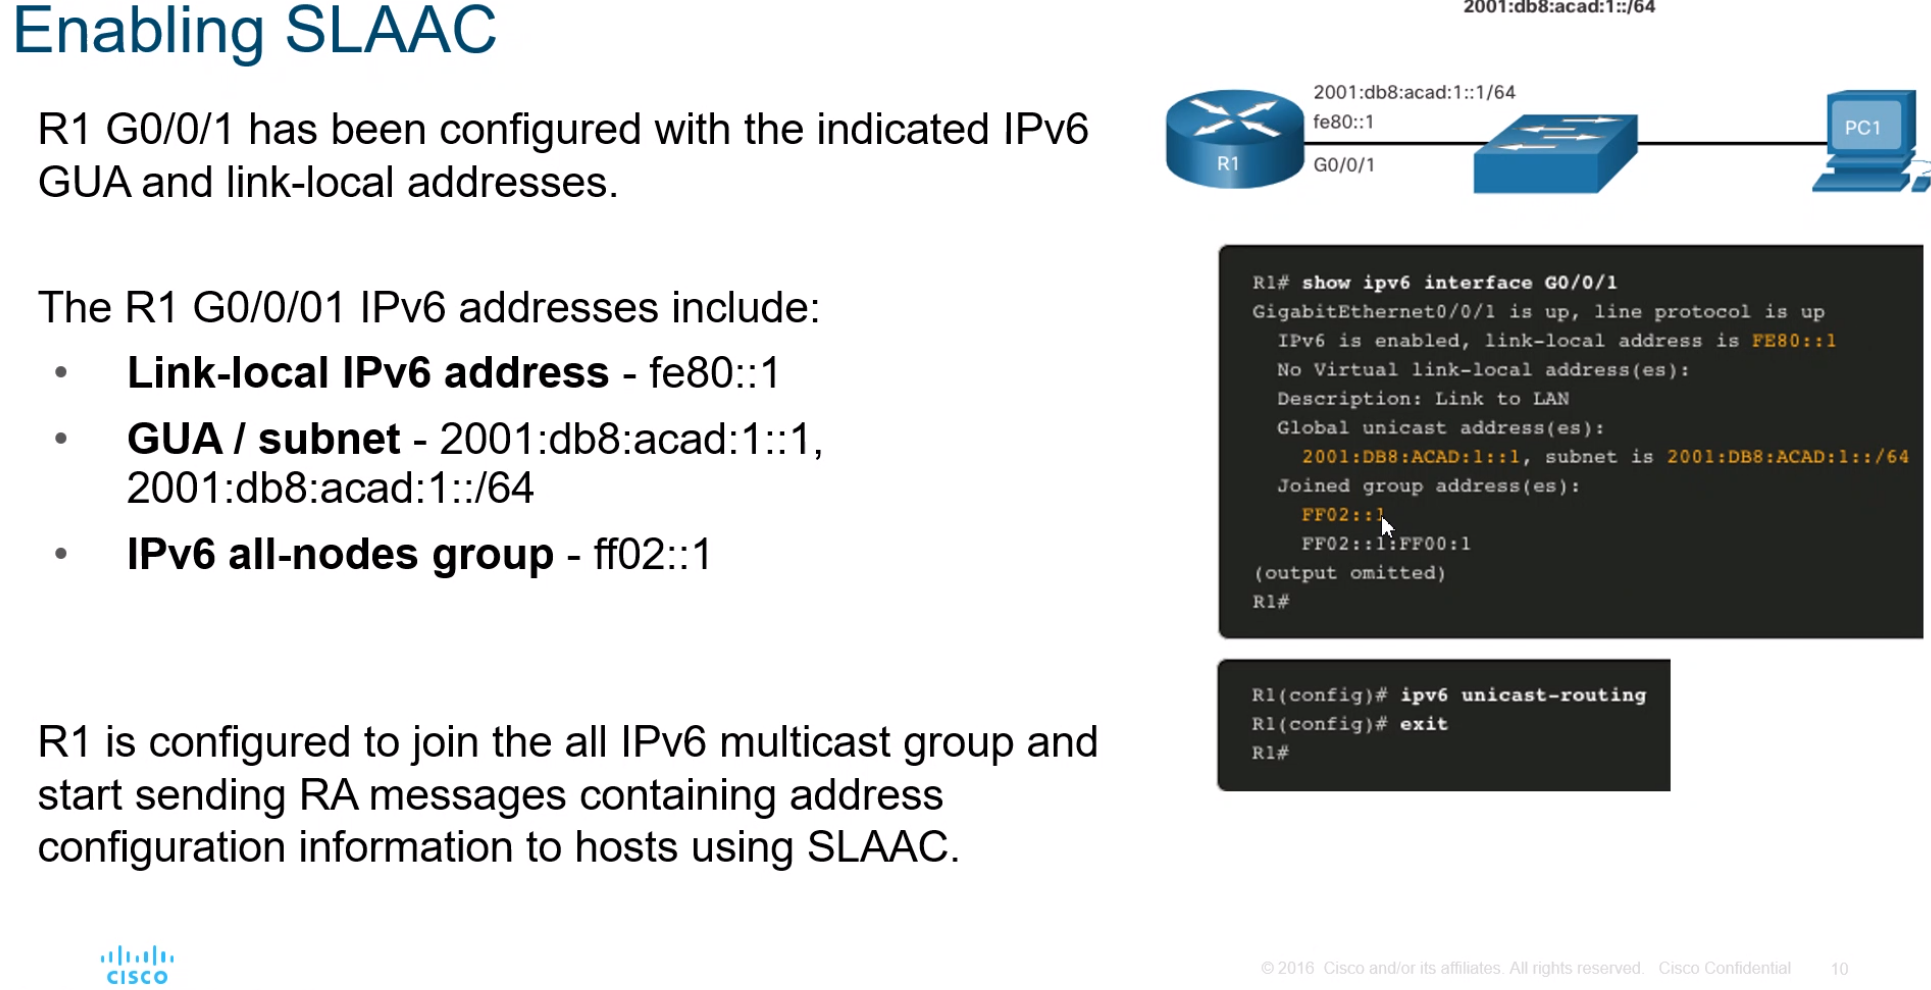 Enabling SLAAC
R1 G0/0/1 has been configured with the indicated IPv6
GUA and link-local addresses.
The R1 G0/0/01 IPv6 addresses include:
• Link-local IPv6 address - fe80::1
• GUA / subnet - 2001:db8:acad:1::1,
2001:db8:acad:1::/64
• IPv6 all-nodes group - ff02::1
R1 is configured to join the all IPv6 multicast group and
start sending RA messages containing address
configuration information to hosts using SLAAC.
2001:db8:acad:1::/64
2001:db8:acad:1::1/64
fe80::1
R1
G0/0/1
PC1
R1# show ipv6 interface G0/0/1
GigabitEthernet0/0/1 is up, line protocol is up
IPv6 is enabled, link-local address is FE80::1
No Virtual link-local address(es):
Description: Link to LAN
Global unicast address(es):
2001:DB8:ACAD:1::1, subnet is 2001:DB8:ACAD:1::/64
Joined group address(es):
FF02::1
FF02::1:FF00:1
(output omitted)
R1#
R1(config)# ipv6 unicast-routing
R1(config)# exit
R1#
CISCO
© 2016 Cisco and/or its affiliates. All rights reserved. Cisco Confidential 10